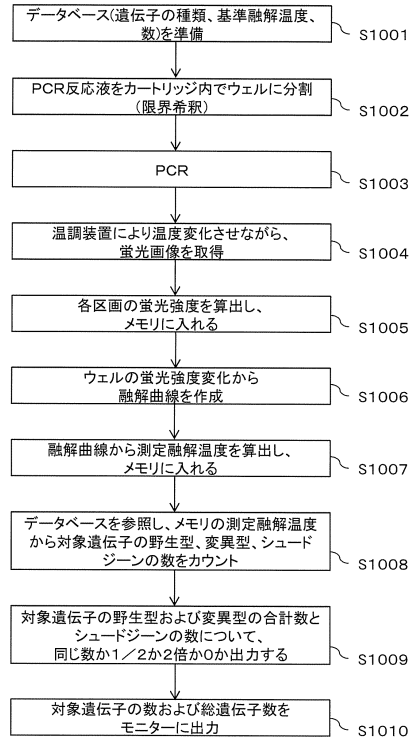 データベース(遺伝子の種類、基準融解温度、
数)を準備
S1001
PCR反応液をカートリッジ内でウェルに分割
(限界希釈)
S1002
PCR
S1003
温調装置により温度変化させながら、
蛍光画像を取得
S1004
各区画の蛍光強度を算出し、
メモリに入れる
S1005
ウェルの蛍光強度変化から
融解曲線を作成
S1006
融解曲線から測定融解温度を算出し、
メモリに入れる
S1007
データベースを参照し、メモリの測定融解温度
から対象遺伝子の野生型、変異型、シュード
ジーンの数をカウント
S1008
対象遺伝子の野生型および変異型の合計数と
シュードジーンの数について、
同じ数か1/2か2倍か0か出力する
S1009
対象遺伝子の数および総遺伝子数を
モニターに出力
S1010